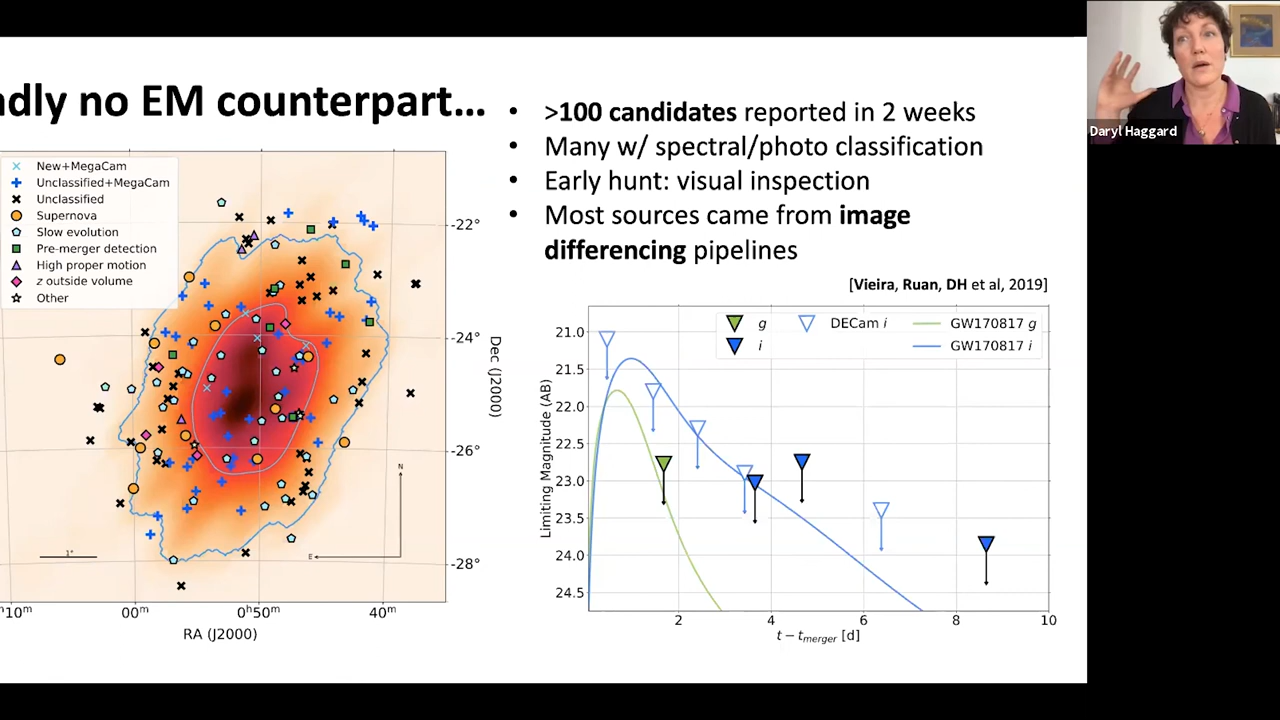 adly no EM counterpart...
New+MegaCam
Unclassified+MegaCam
Unclassified
Supernova
Slow evolution
Pre-merger detection
High proper motion
z outside volume
Other
-22°
-24°
-26°
-28°
Dec (J2000)
N
E
1°
10ᵐ
00ᵐ
0ʰ50ᵐ
40ᵐ
RA (J2000)
• >100 candidates reported in 2 weeks
• Many w/ spectral/photo classification
• Early hunt: visual inspection
• Most sources came from image
differencing pipelines
[Vieira, Ruan, DH et al, 2019]
g
i
DECam i
GW170817 g
GW170817 i
Limiting Magnitude (AB)
21.0
21.5
22.0
22.5
23.0
23.5
24.0
24.5
2
4
6
8
10
t − tmerger [d]
Daryl Haggard